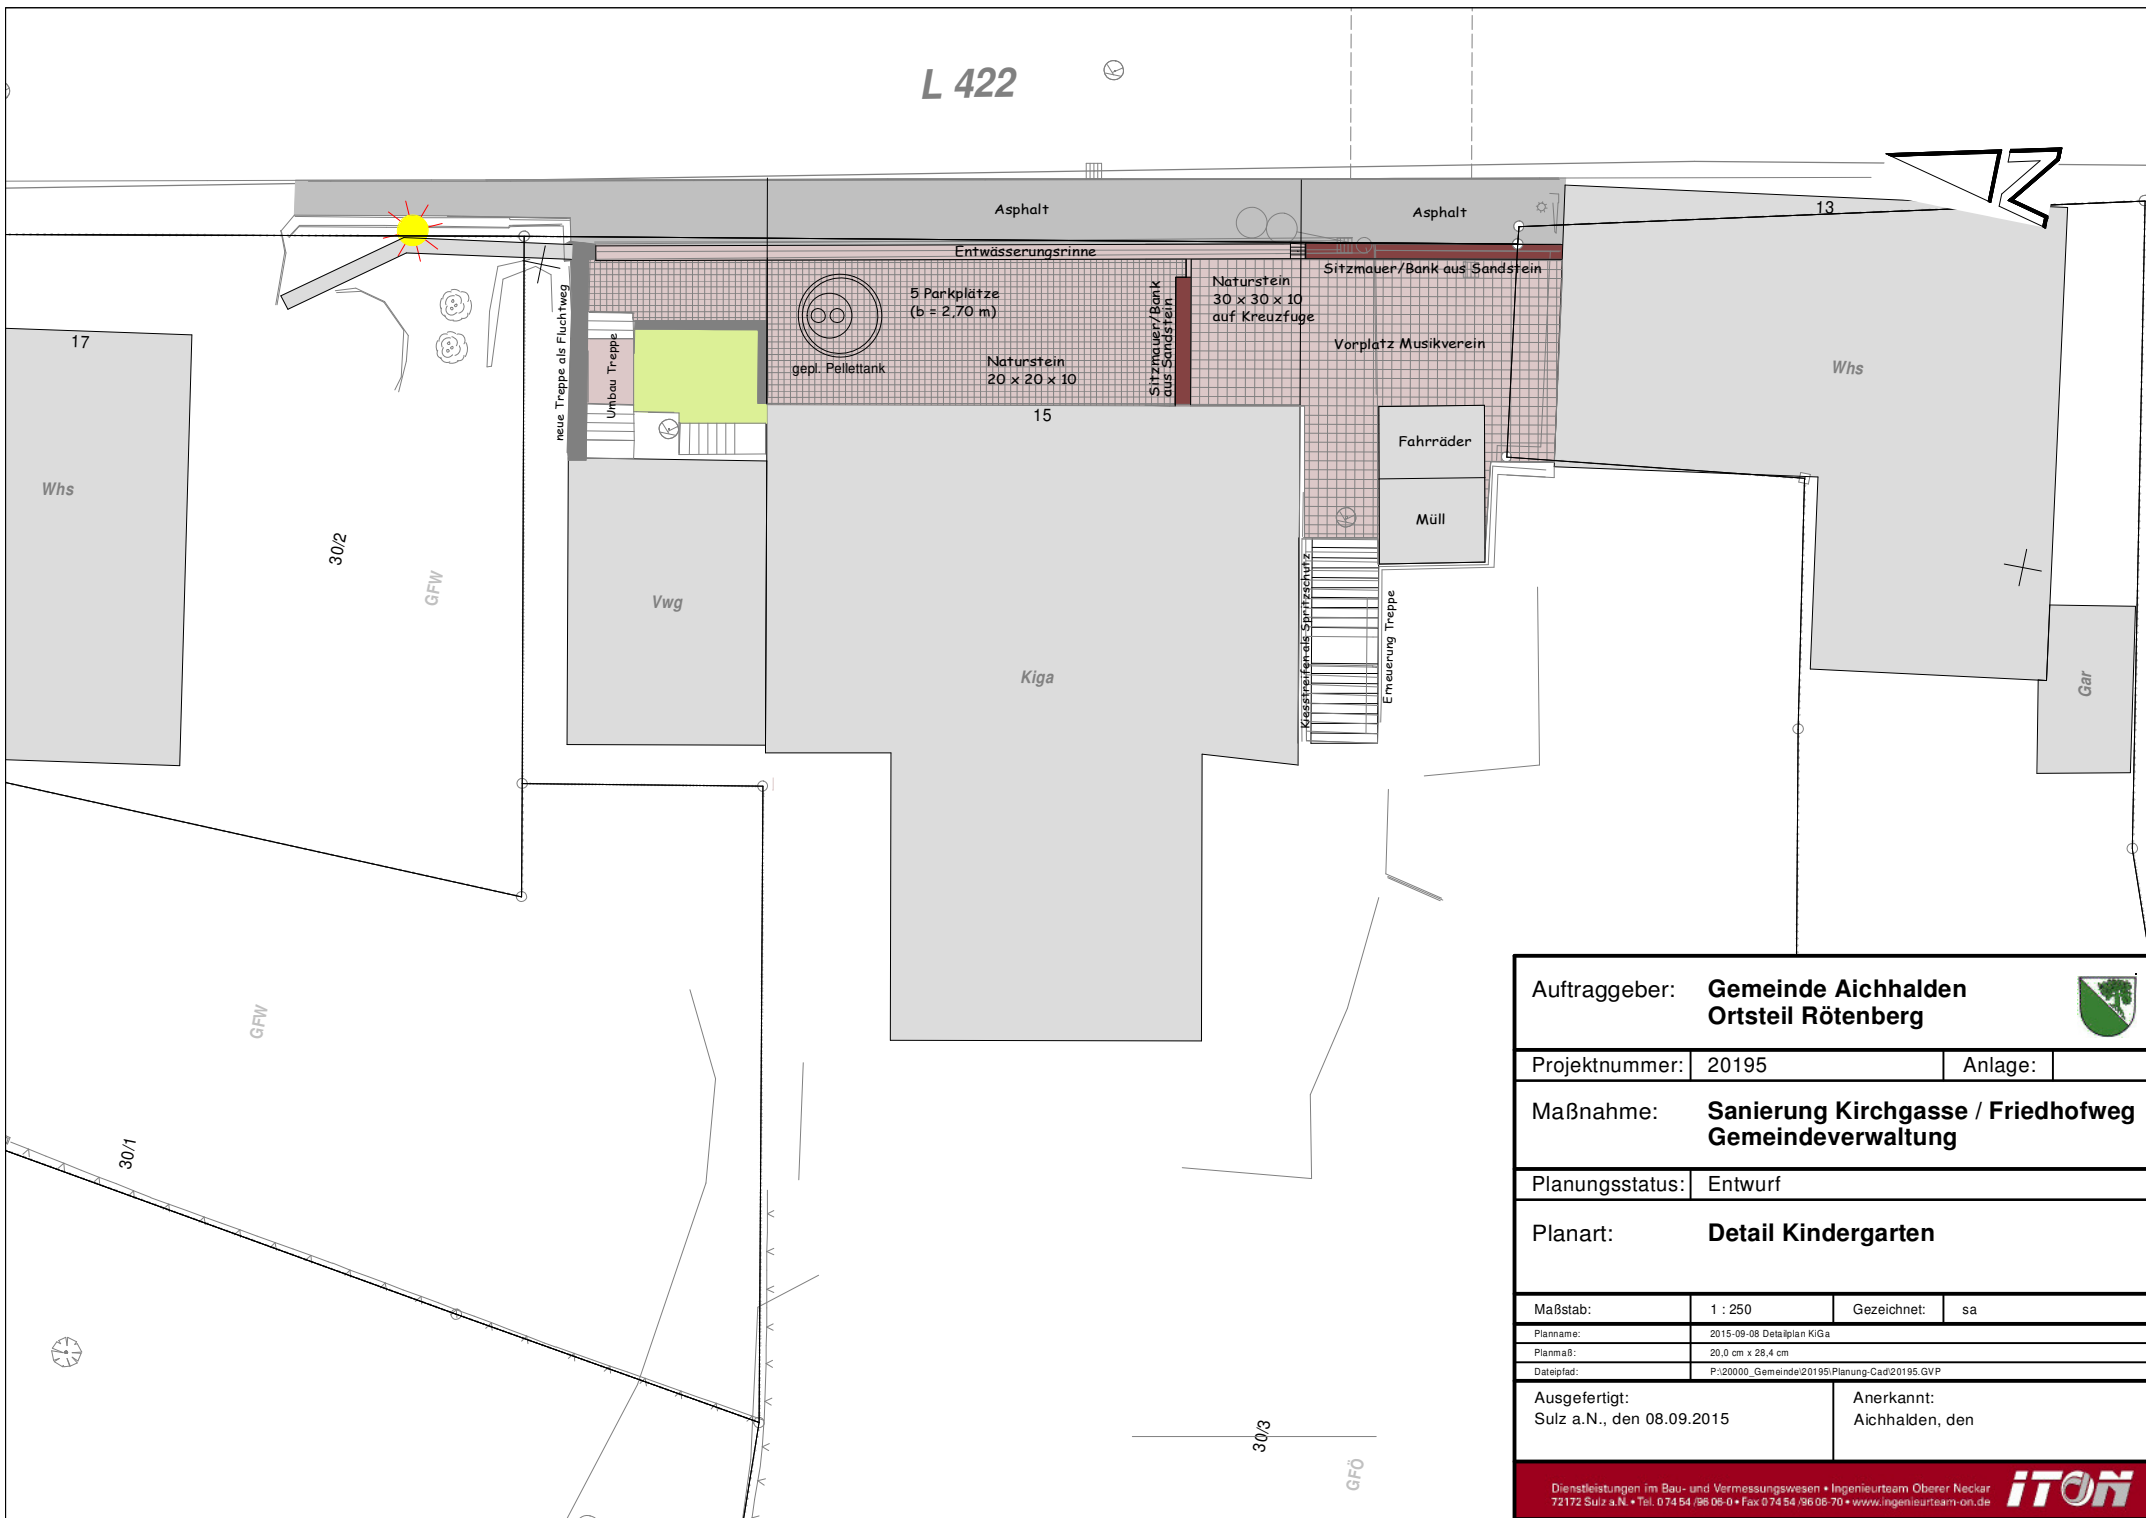 L 422
Asphalt
Asphalt
13
Entwässerungsrinne
Sitzmauer/Bank aus Sandstein
5 Parkplätze
(b = 2,70 m)
Naturstein
30 x 30 x 10
auf Kreuzfuge
Sitzmauer/Bank
aus Sandstein
Vorplatz Musikverein
neue Treppe als Fluchtweg
Umbau Treppe
gepl. Pellettank
Naturstein
20 x 20 x 10
17
Whs
15
Whs
Fahrräder
Müll
Whs
30/2
GFW
Vwg
Kiga
Kiesstreifen als Spritzschutz
Erneuerung Treppe
Gar
GFW
30/1
30/3
GFÖ
Auftraggeber: Gemeinde Aichhalden
Ortsteil Rötenberg
Projektnummer: 20195 Anlage:
Maßnahme: Sanierung Kirchgasse / Friedhofweg
Gemeindeverwaltung
Planungsstatus: Entwurf
Planart: Detail Kindergarten
Maßstab: 1 : 250 Gezeichnet: sa
Planname: 2015-09-08 Detailplan KiGa
Planmaß: 20,0 cm x 28,4 cm
Dateipfad: P:\20000_Gemeinde\20195\Planung-Cad\20195.GVP
Ausgefertigt: Anerkannt:
Sulz a.N., den 08.09.2015 Aichhalden, den
Dienstleistungen im Bau- und Vermessungswesen • Ingenieurteam Oberer Neckar
72172 Sulz a.N. • Tel. 0 74 54 /96 06-0 • Fax 0 74 54 /96 06-70 • www.ingenieurteam-on.de
iTON